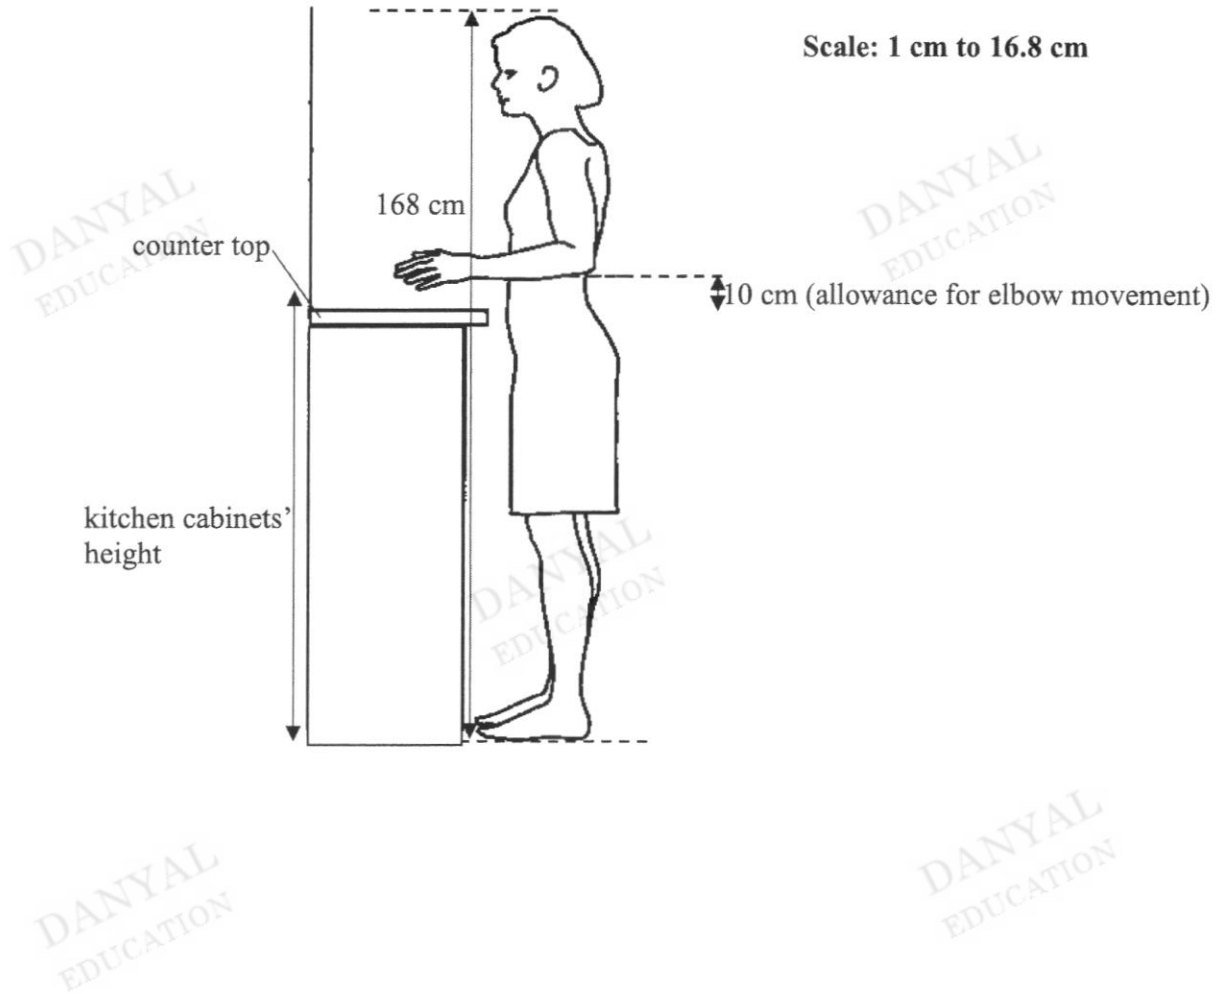 Scale: 1 cm to 16.8 cm
DANYAL
EDUCATION
DANYAL
EDUCATION
168 cm
counter top
10 cm (allowance for elbow movement)
kitchen cabinets’
height
DANYAL
EDUCATION
DANYAL
EDUCATION
DANYAL
EDUCATION